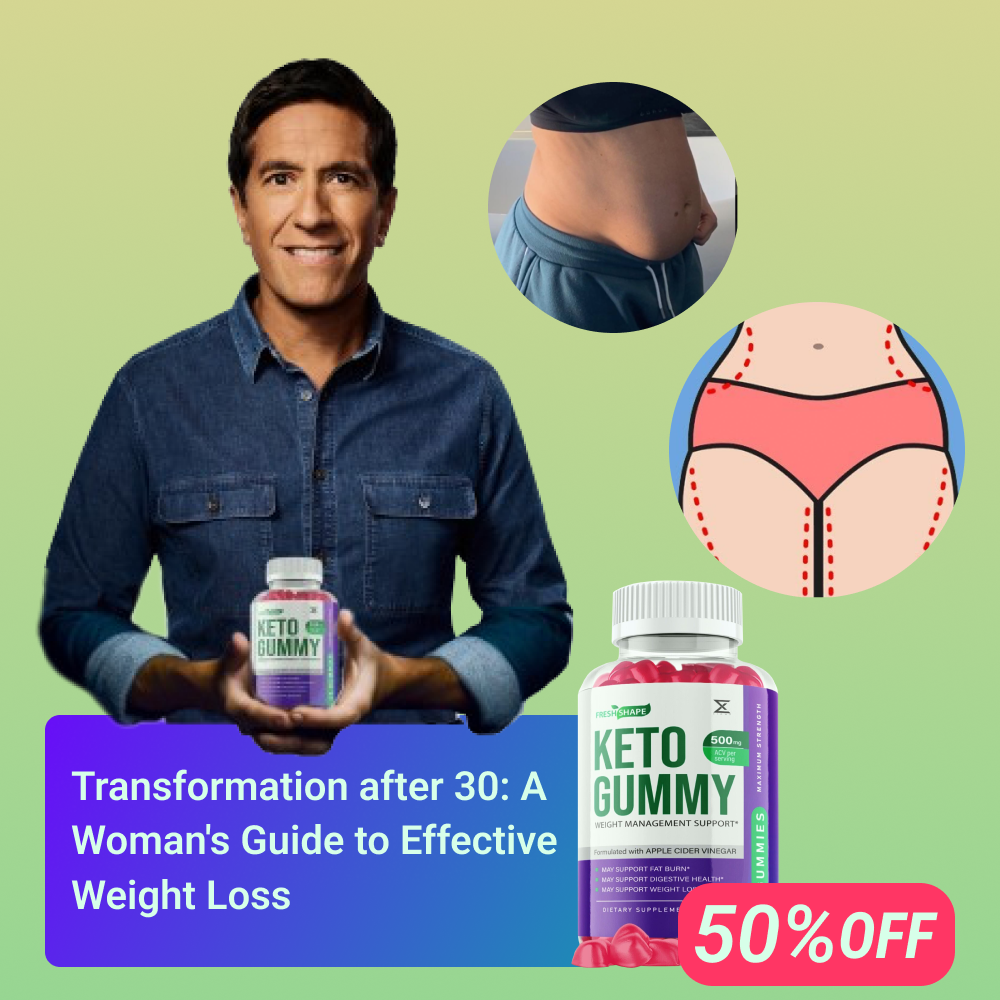 KETO
GUMMY
Transformation after 30: A
Woman's Guide to Effective
Weight Loss
FRESH SHAPE
KETO
GUMMY
500mg
ACV per
serving
WEIGHT MANAGEMENT SUPPORT*
Formulated with APPLE CIDER VINEGAR
MAY SUPPORT FAT BURN*
MAY SUPPORT DIGESTIVE HEALTH*
MAY SUPPORT WEIGHT
DIETARY
MAXIMUM STRENGTH
UMMIES
50%OFF